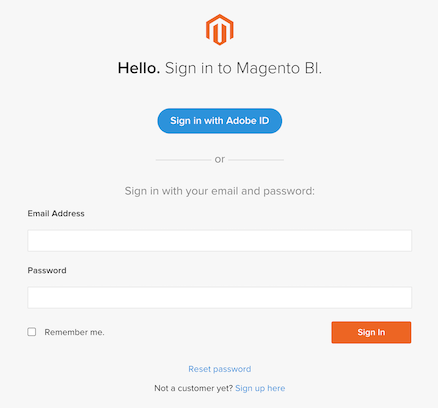 Hello. Sign in to Magento BI.
Sign in with Adobe ID
or
Sign in with your email and password:
Email Address
Password
Remember me.
Sign In
Reset password
Not a customer yet? Sign up here